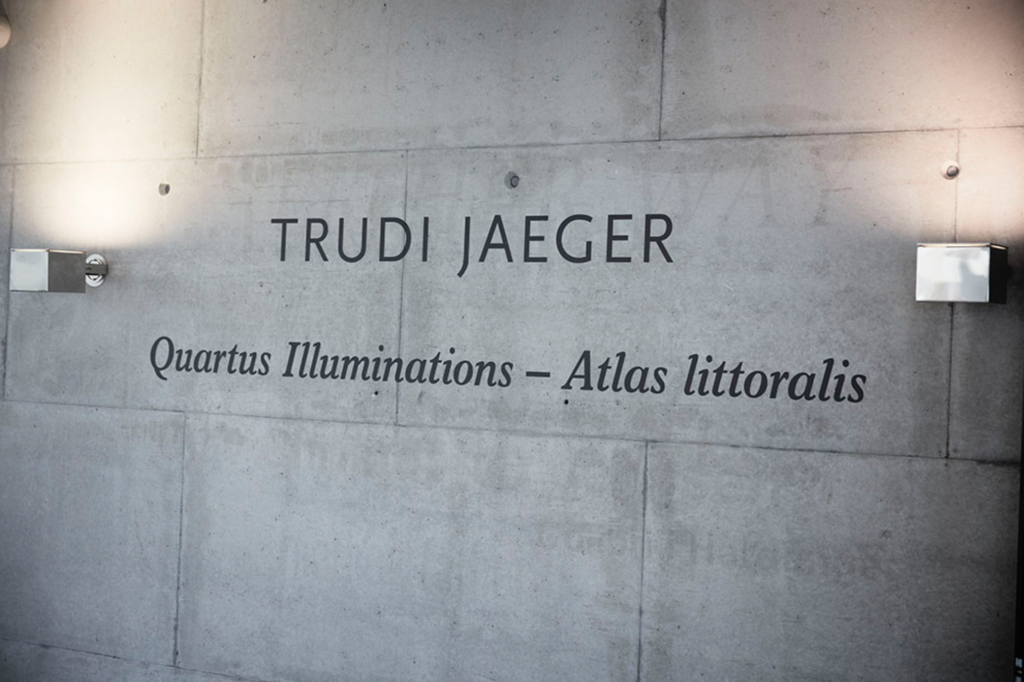 TRUDI JAEGER
Quartus Illuminations – Atlas littoralis